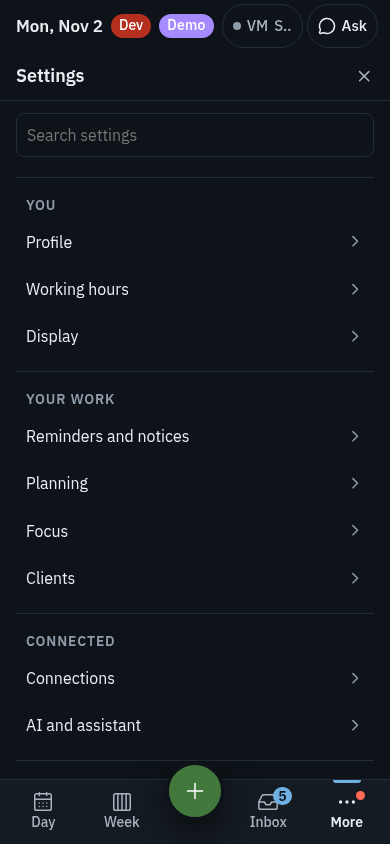 Mon, Nov 2 Dev Demo VM S.. Ask
Settings
Search settings
YOU
Profile
Working hours
Display
YOUR WORK
Reminders and notices
Planning
Focus
Clients
CONNECTED
Connections
AI and assistant
5
Day Week Inbox More